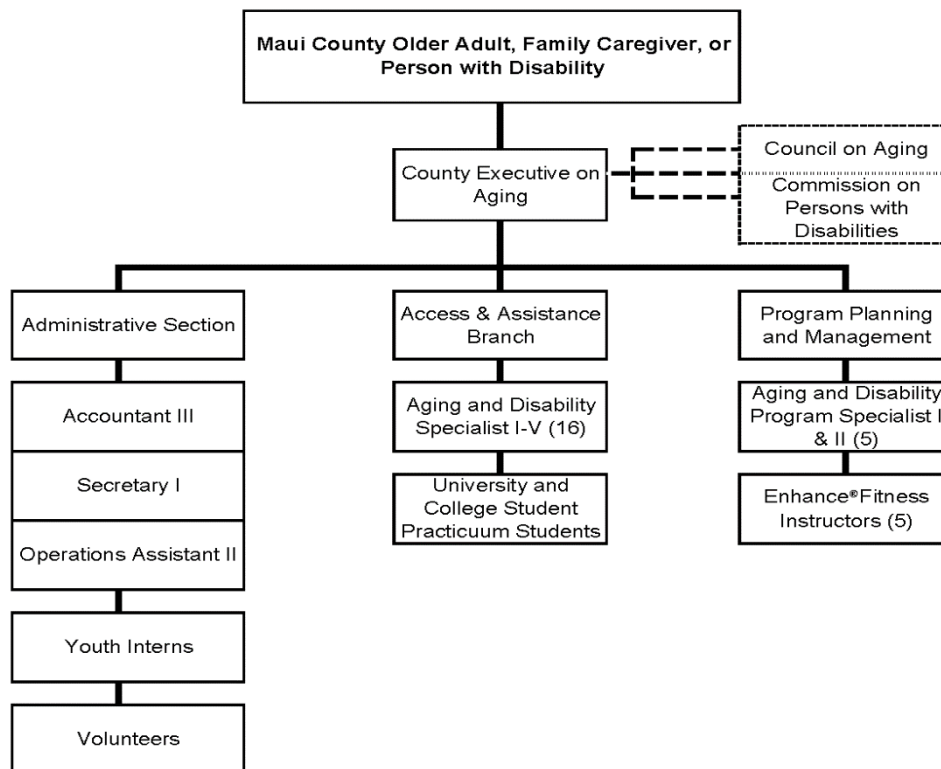 Maui County Older Adult, Family Caregiver, or
Person with Disability
County Executive on
Aging
Council on Aging
Commission on
Persons with
Disabilities
Administrative Section
Accountant III
Secretary I
Operations Assistant II
Youth Interns
Volunteers
Access & Assistance
Branch
Aging and Disability
Specialist I-V (16)
University and
College Student
Practicuum Students
Program Planning
and Management
Aging and Disability
Program Specialist I
& II (5)
Enhance®Fitness
Instructors (5)